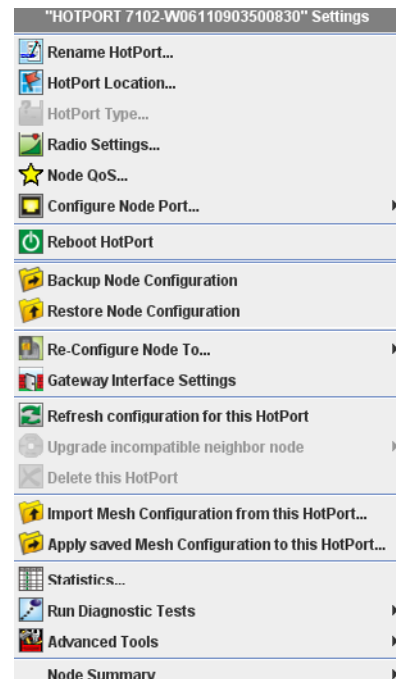 "HOTPORT 7102-W06110903500830" Settings
Rename HotPort...
HotPort Location...
HotPort Type...
Radio Settings...
Node QoS...
Configure Node Port...
Reboot HotPort
Backup Node Configuration
Restore Node Configuration
Re-Configure Node To...
Gateway Interface Settings
Refresh configuration for this HotPort
Upgrade incompatible neighbor node
Delete this HotPort
Import Mesh Configuration from this HotPort...
Apply saved Mesh Configuration to this HotPort...
Statistics...
Run Diagnostic Tests
Advanced Tools
Node Summary